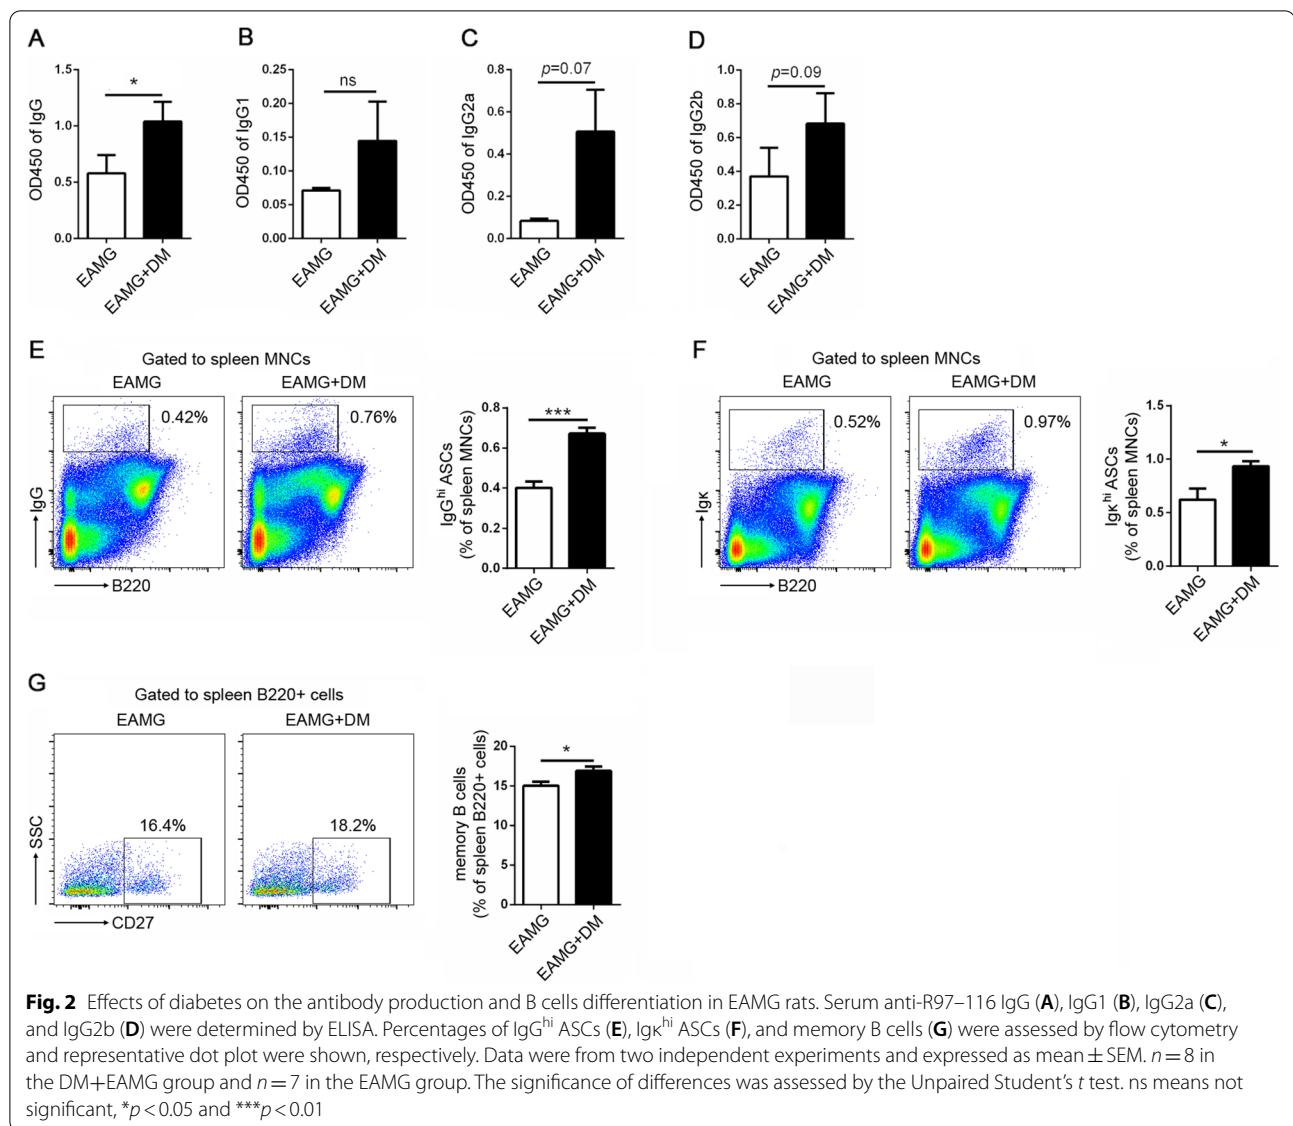 A
B
C
D
OD450 of IgG
1.5
1.0
0.5
0.0
*
EAMG
EAMG+DM
OD450 of IgG1
0.25
0.20
0.15
0.10
0.05
0.00
ns
EAMG
EAMG+DM
OD450 of IgG2a
0.8
0.6
0.4
0.2
0.0
p=0.07
EAMG
EAMG+DM
OD450 of IgG2b
1.0
0.8
0.6
0.4
0.2
0.0
p=0.09
EAMG
EAMG+DM
E
Gated to spleen MNCs
EAMG
EAMG+DM
0.42%
0.76%
IgG
B220
IgGhi ASCs
(% of spleen MNCs)
0.8
0.6
0.4
0.2
0.0
***
EAMG
EAMG+DM
F
Gated to spleen MNCs
EAMG
EAMG+DM
0.52%
0.97%
Igκ
B220
Igκhi ASCs
(% of spleen MNCs)
1.5
1.0
0.5
0.0
*
EAMG
EAMG+DM
G
Gated to spleen B220+ cells
EAMG
EAMG+DM
16.4%
18.2%
SSC
CD27
memory B cells
(% of spleen B220+ cells)
20
15
10
5
0
*
EAMG
EAMG+DM
Fig. 2 Effects of diabetes on the antibody production and B cells differentiation in EAMG rats. Serum anti-R97–116 IgG (A), IgG1 (B), IgG2a (C),
and IgG2b (D) were determined by ELISA. Percentages of IgGhi ASCs (E), Igκhi ASCs (F), and memory B cells (G) were assessed by flow cytometry
and representative dot plot were shown, respectively. Data were from two independent experiments and expressed as mean ± SEM. n = 8 in
the DM+EAMG group and n = 7 in the EAMG group. The significance of differences was assessed by the Unpaired Student's t test. ns means not
significant, *p < 0.05 and ***p < 0.01